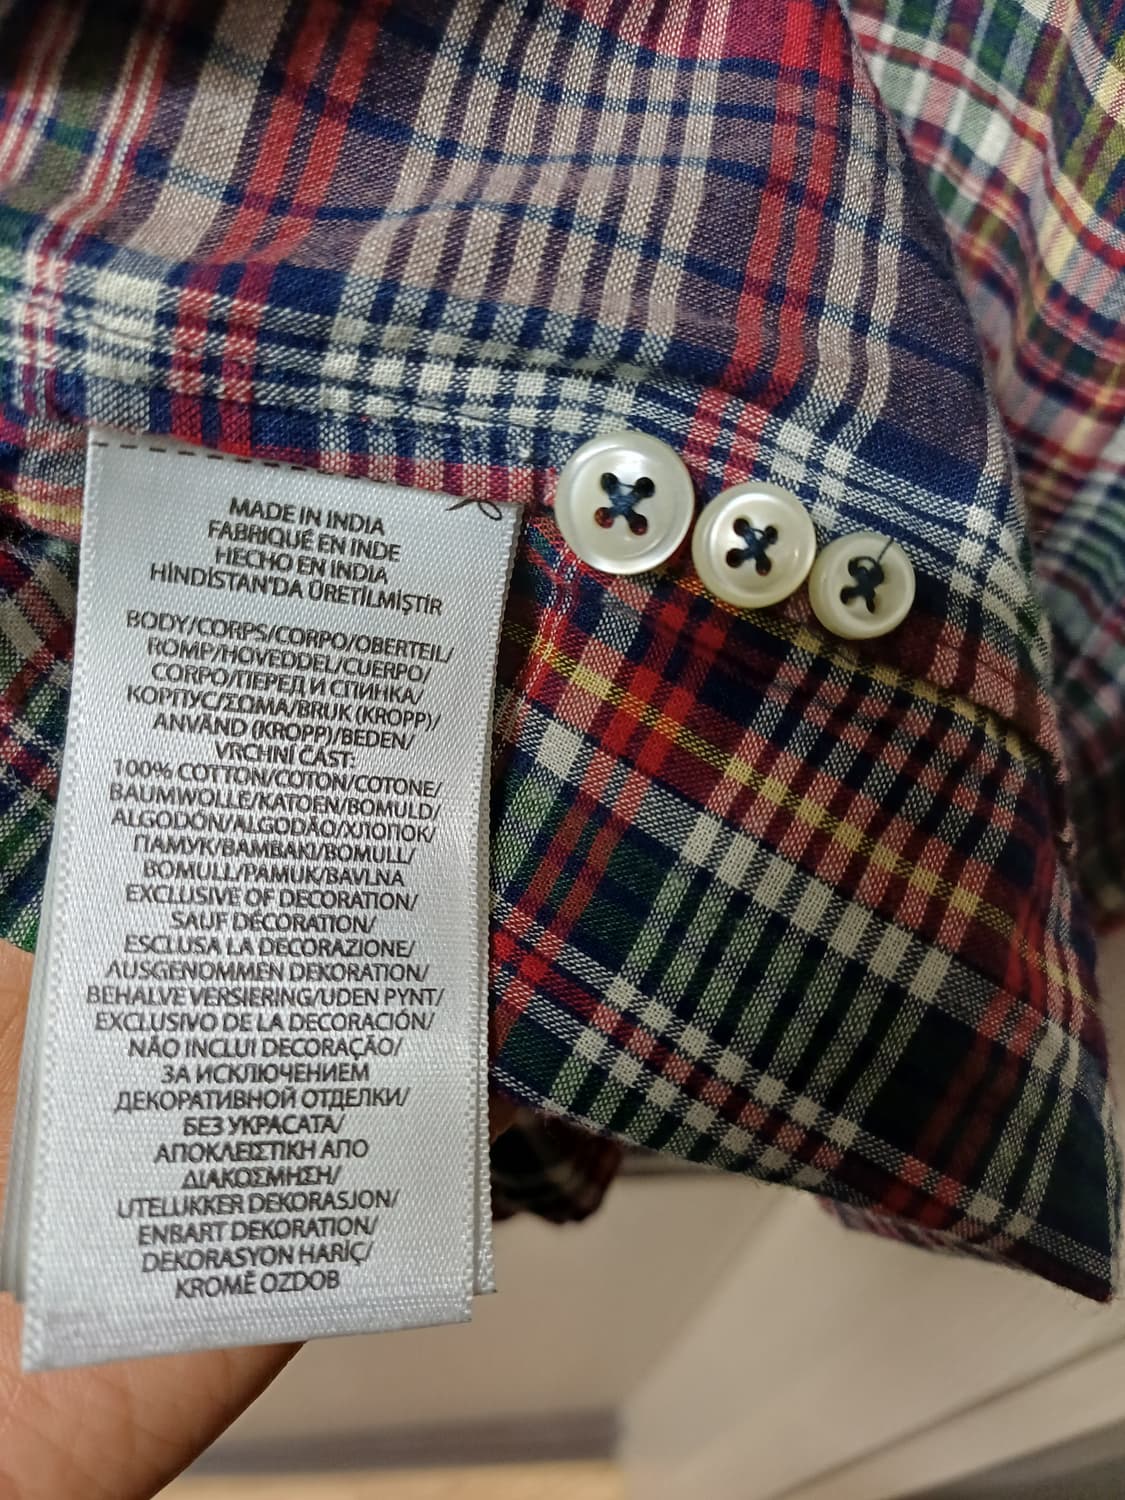 MADE IN INDIA
FABRIQUÉ EN INDE
HECHO EN INDIA
HİNDİSTAN'DA ÜRETİLMİŞTİR
BODY/CORPS/CORPO/OBERTEIL/
ROMP/HOVEDDEL/CUERPO/
CORPO/ПЕРЕД И СПИНКА/
КОРПУС/ΣΩΜΑ/BRUK (KROPP)/
ANVÄND (KROPP)/BEDEN/
VRCHNÍ ČÁST:
100% COTTON/COTON/COTONE/
BAUMWOLLE/KATOEN/BOMULD/
ALGODÓN/ALGODÃO/ХЛОПОК/
ПАМУК/ΒΑΜΒΑΚΙ/BOMULL/
BOMULL/PAMUK/BAVLNA
EXCLUSIVE OF DECORATION/
SAUF DÉCORATION/
ESCLUSA LA DECORAZIONE/
AUSGENOMMEN DEKORATION/
BEHALVE VERSIERING/UDEN PYNT/
EXCLUSIVO DE LA DECORACIÓN/
NÃO INCLUI DECORAÇÃO/
ЗА ИСКЛЮЧЕНИЕМ
ДЕКОРАТИВНОЙ ОТДЕЛКИ/
БЕЗ УКРАСАТА/
ΑΠΟΚΛΕΙΣΤΙΚΗ ΑΠΟ
ΔΙΑΚΟΣΜΗΣΗ/
UTELUKKER DEKORASJON/
ENBART DEKORATION/
DEKORASYON HARİÇ/
KROMĚ OZDOB